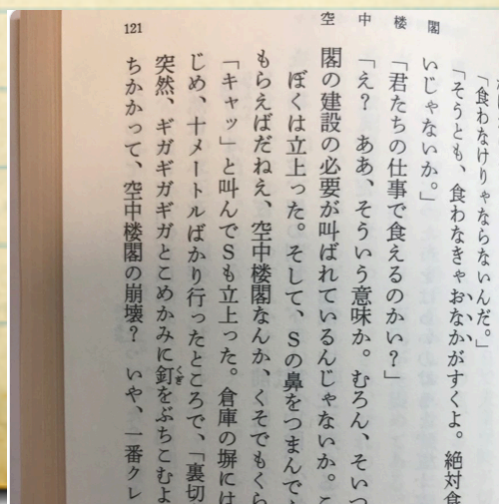 空中楼閣
「食わなけりゃならないんだ。」
「そうとも、食わなきゃおなかがすくよ。絶対食
いじゃないか。」
「君たちの仕事で食えるのかい？」
「え？　ああ、そういう意味か。むろん、そいつ
閣の建設の必要が叫ばれているんじゃないか。こ
ぼくは立上った。そして、Sの鼻をつまんで
もらえばだねえ、空中楼閣なんか、くそでもくら
「キャッ」と叫んでSも立上った。倉庫の塀には
じめ、十メートルばかり行ったところで、「裏切
突然、ギガギガギガとこめかみに釘をぶちこむよ
くぎ
ちかかって、空中楼閣の崩壊？　いや、一番クレ
121